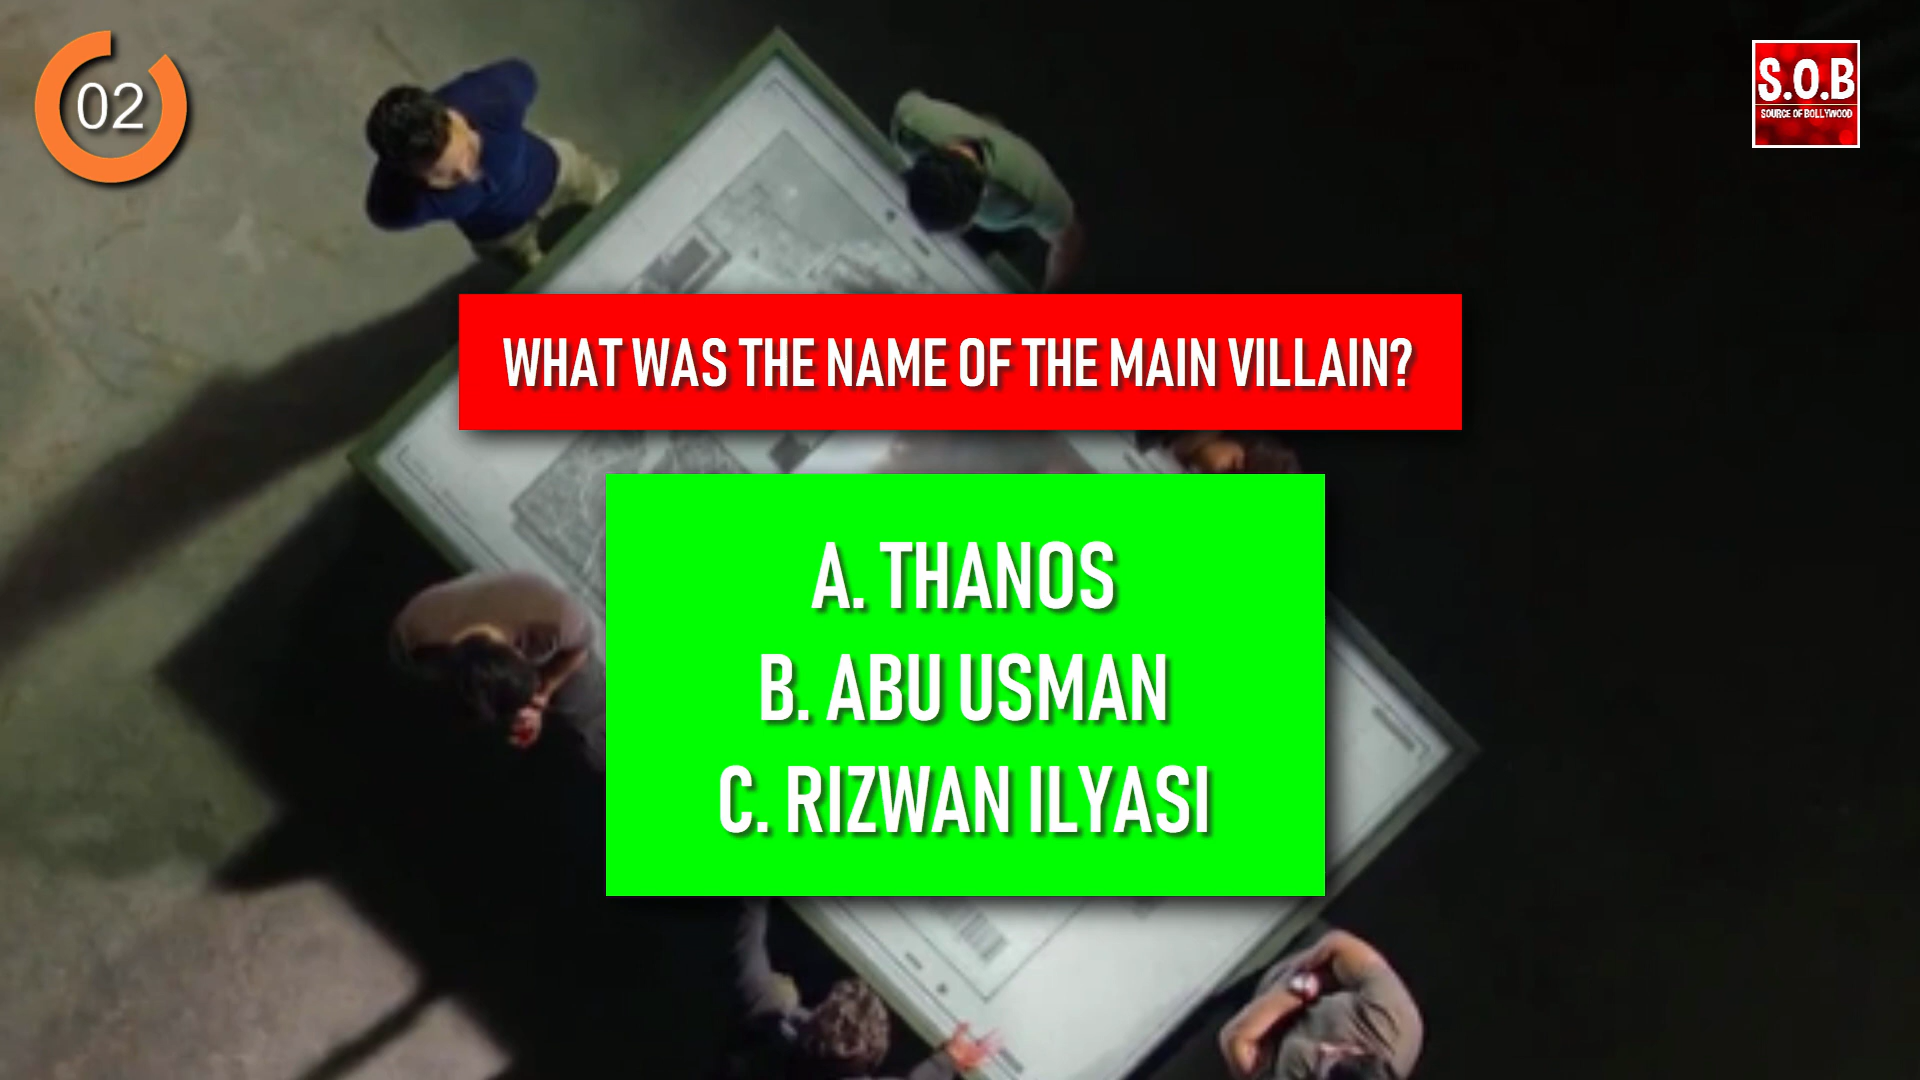 02
S.O.B
SOURCE OF BOLLYWOOD
WHAT WAS THE NAME OF THE MAIN VILLAIN?
A. THANOS
B. ABU USMAN
C. RIZWAN ILYASI